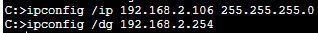 C:>ipconfig /ip 192.168.2.106 255.255.255.0
C:>ipconfig /dg 192.168.2.254